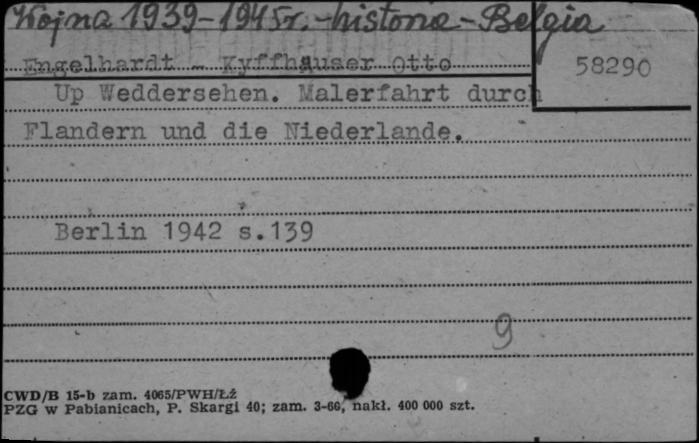 Wojna 1939-1945r.-historia-Belgia
Engelhardt - Kyffhäuser Otto
58290
Up Weddersehen. Malerfahrt durch
Flandern und die Niederlande.
Berlin 1942 s.139
9
CWD/B 15-b zam. 4065/PWH/Łź
PZG w Pabianicach, P. Skargi 40; zam. 3-66, nakł. 400 000 szt.